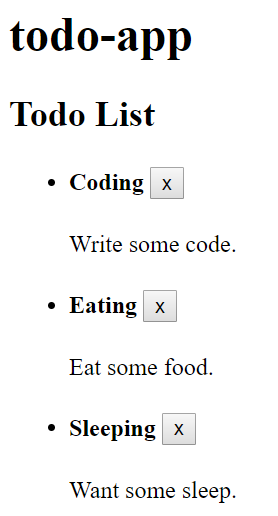 todo-app
Todo List
Coding x
Write some code.
Eating x
Eat some food.
Sleeping x
Want some sleep.